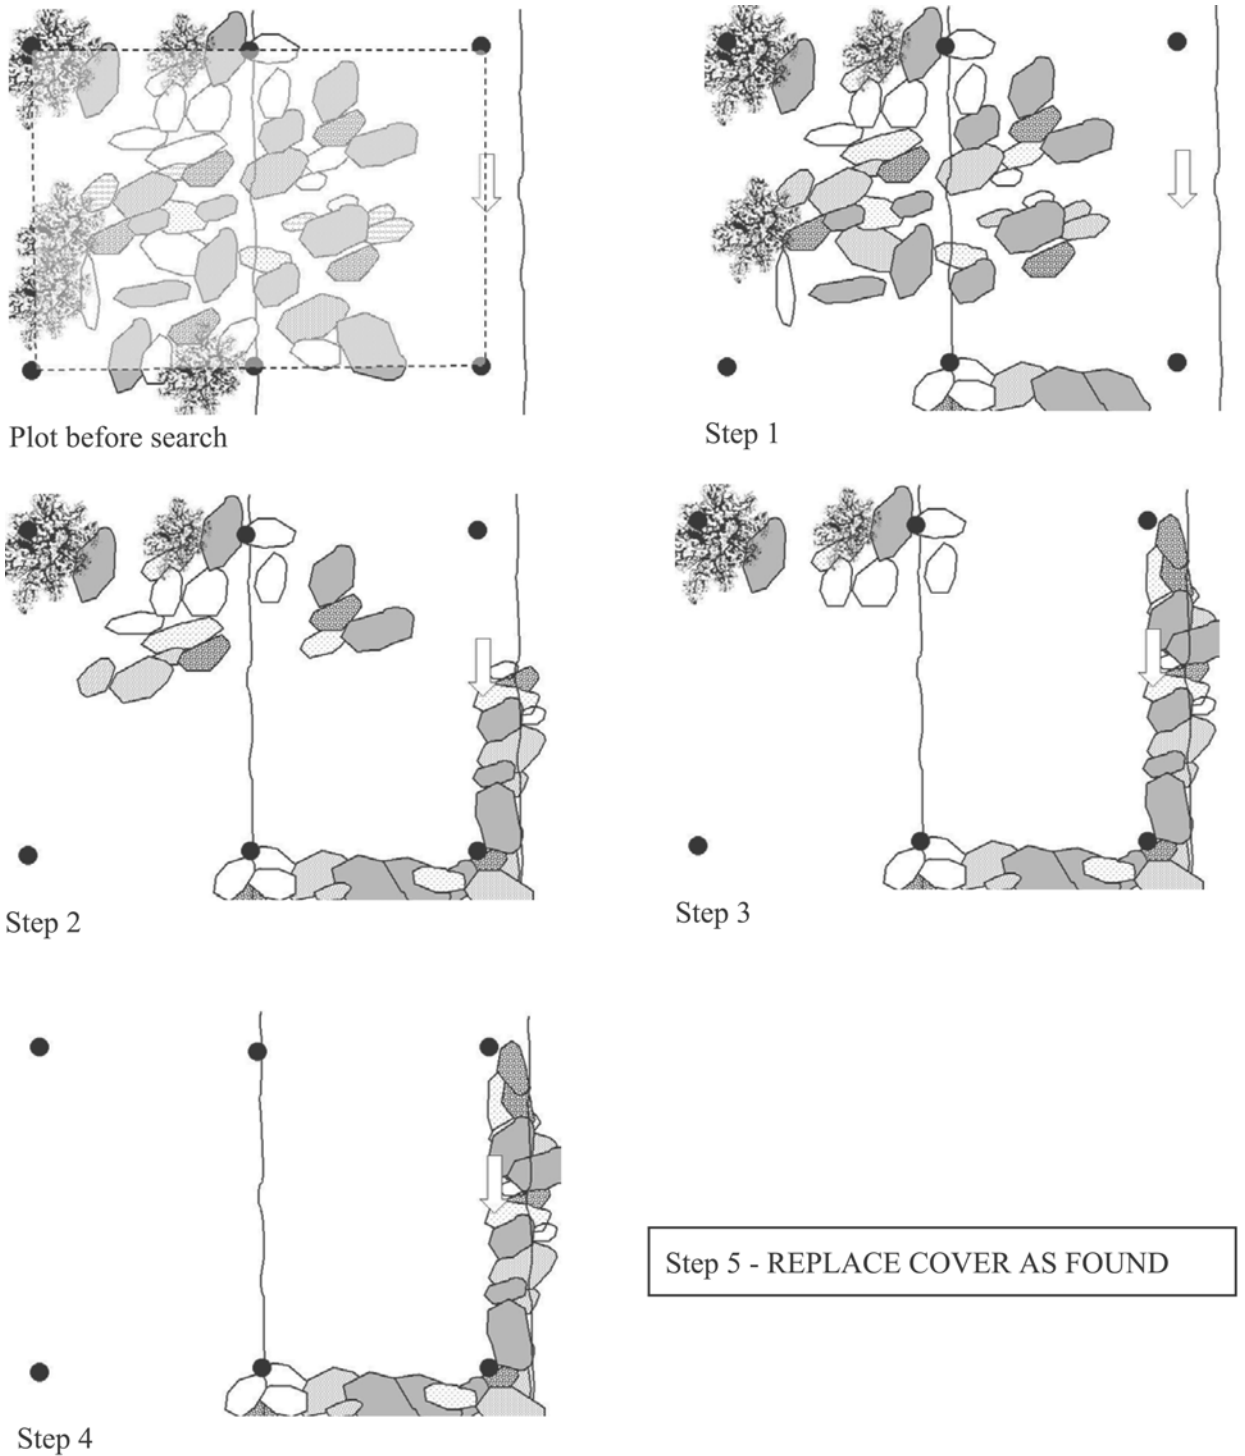 Plot before search
Step 1
Step 2
Step 3
Step 4
Step 5 - REPLACE COVER AS FOUND